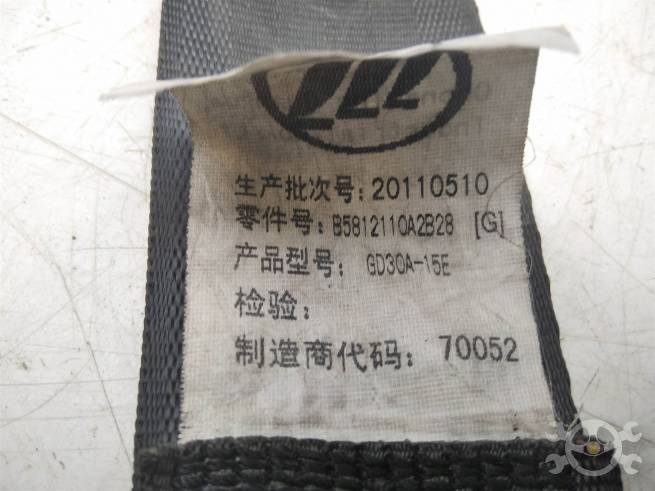 生产批次号:20110510
零件号: B5812110A2B28 [G]
产品型号: GD30A-15E
检验:
制造商代码: 70052